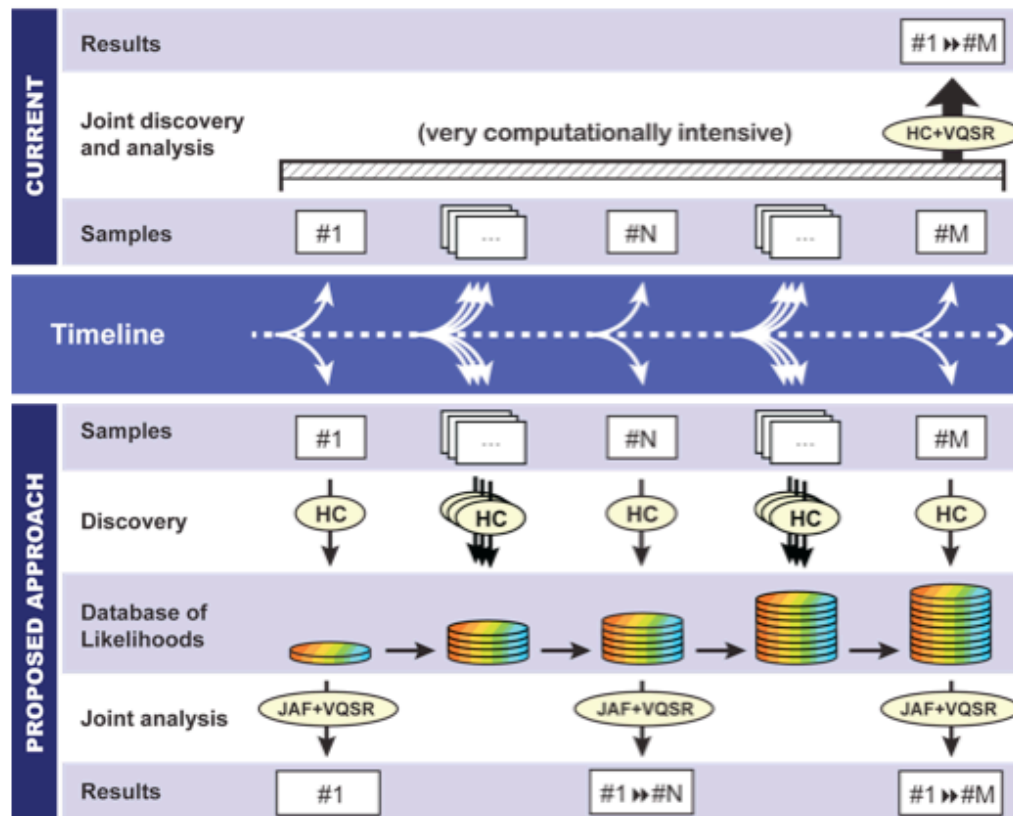 CURRENT
Results
#1 ▸▸ #M
Joint discovery
and analysis
(very computationally intensive)
HC+VQSR
Samples
#1
...
#N
...
#M
Timeline
PROPOSED APPROACH
Samples
#1
...
#N
...
#M
Discovery
HC
HC
HC
HC
HC
Database of
Likelihoods
Joint analysis
JAF+VQSR
JAF+VQSR
JAF+VQSR
Results
#1
#1 ▸▸ #N
#1 ▸▸ #M